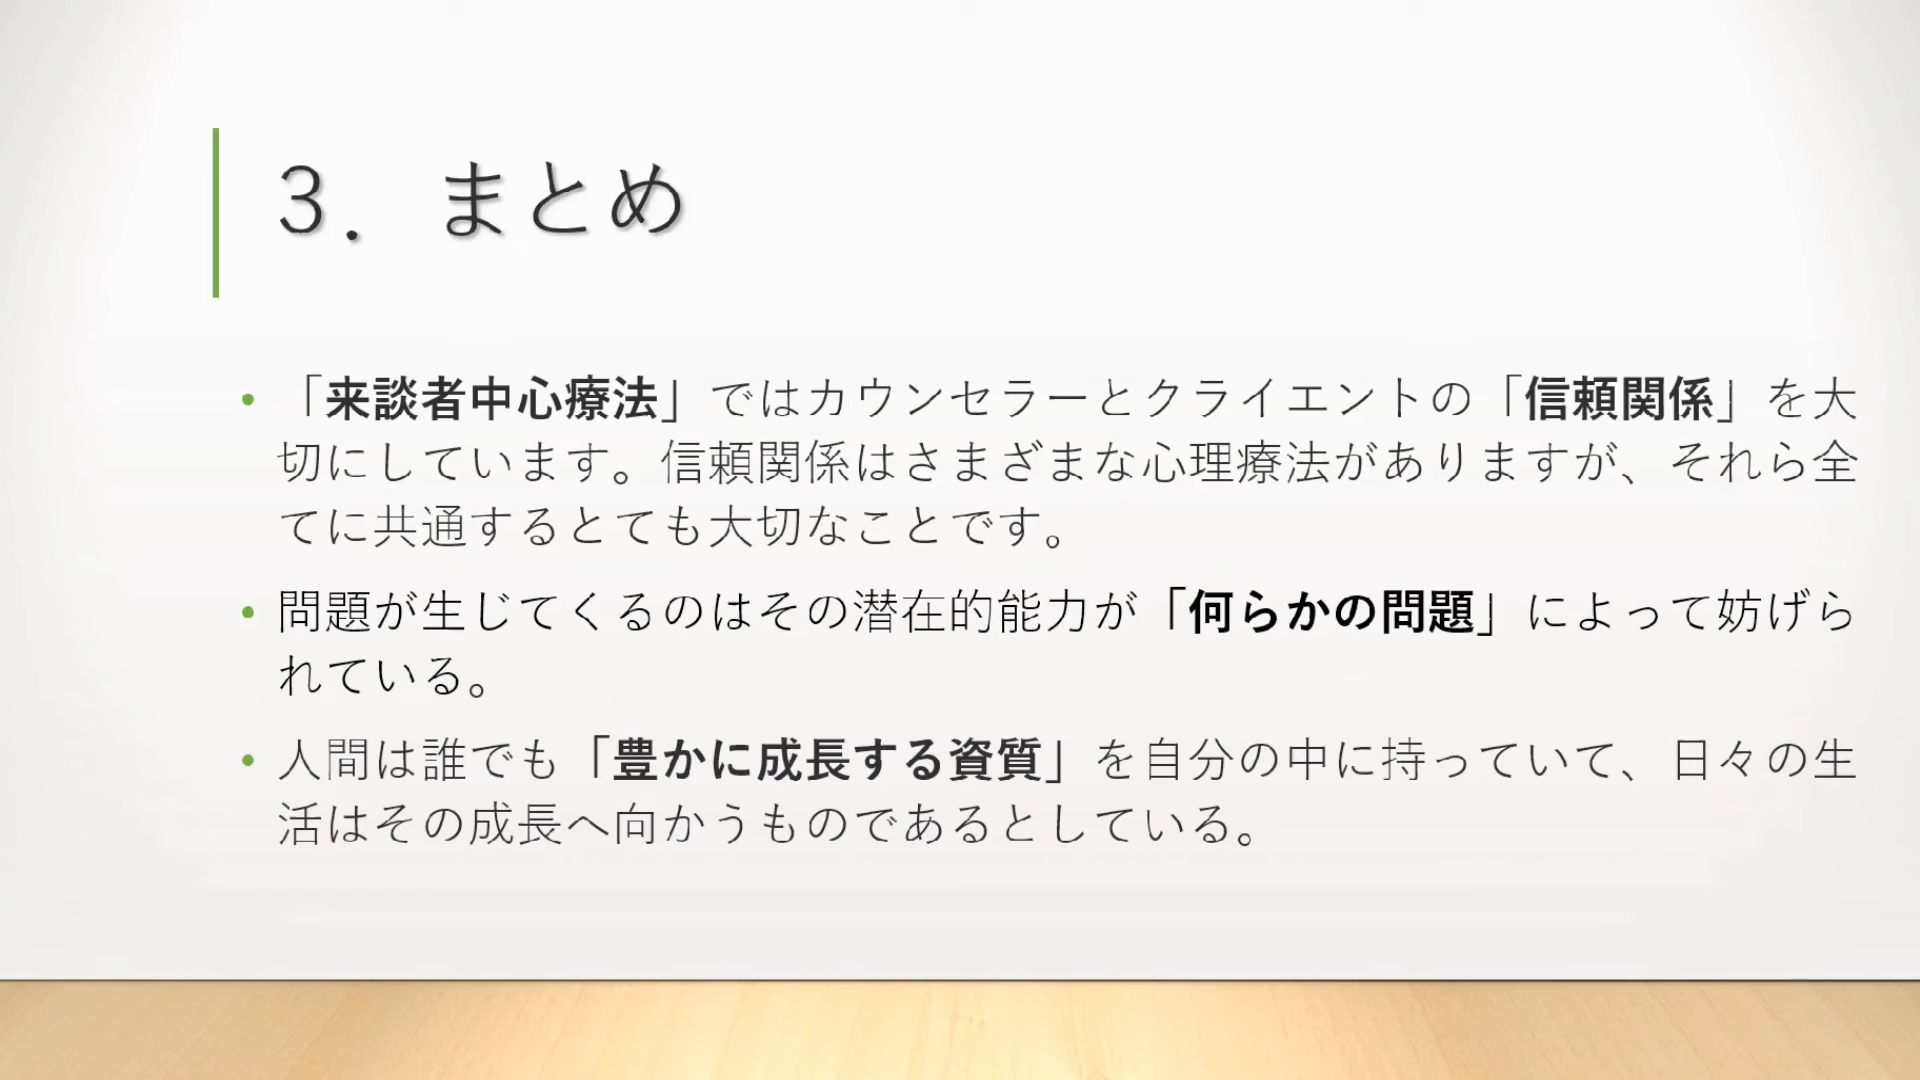 ３．まとめ
• 「来談者中心療法」ではカウンセラーとクライエントの「信頼関係」を大
切にしています。信頼関係はさまざまな心理療法がありますが、それら全
てに共通するとても大切なことです。
• 問題が生じてくるのはその潜在的能力が「何らかの問題」によって妨げら
れている。
• 人間は誰でも「豊かに成長する資質」を自分の中に持っていて、日々の生
活はその成長へ向かうものであるとしている。